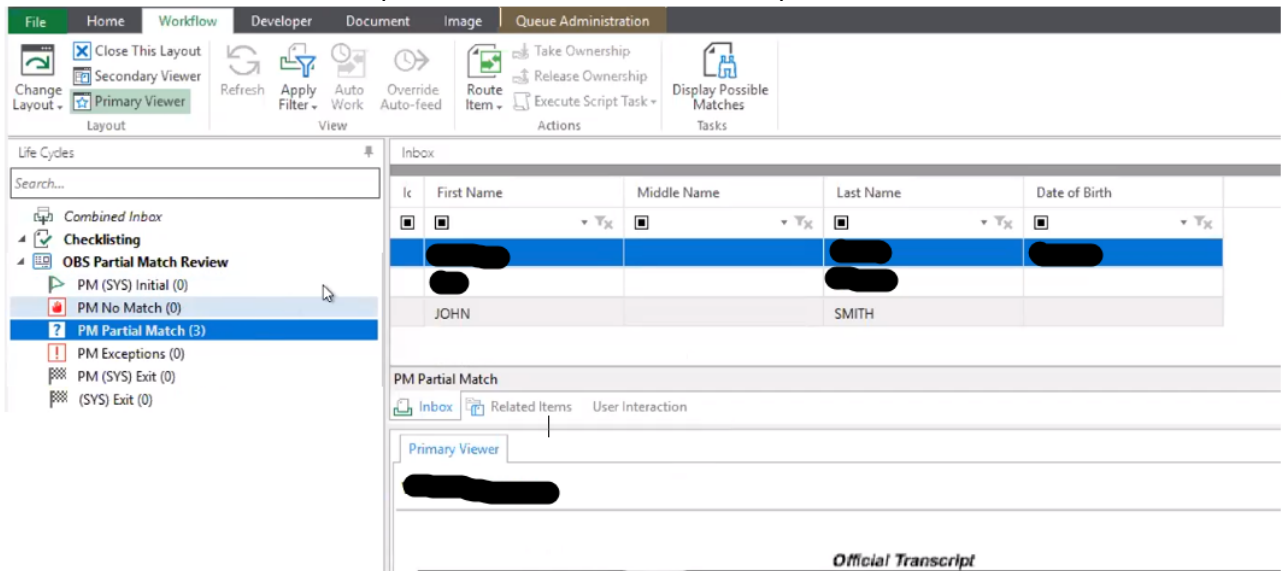 File Home Workflow Developer Document Image Queue Administration
Close This Layout
Secondary Viewer
Primary Viewer
Change Layout
Layout
Refresh
Apply Filter
Auto Work
Override Auto-feed
View
Route Item
Take Ownership
Release Ownership
Execute Script Task
Actions
Display Possible Matches
Tasks
Life Cycles
Search...
Combined Inbox
Checklisting
OBS Partial Match Review
PM (SYS) Initial (0)
PM No Match (0)
PM Partial Match (3)
PM Exceptions (0)
PM (SYS) Exit (0)
(SYS) Exit (0)
Inbox
First Name Middle Name Last Name Date of Birth
JOHN SMITH
PM Partial Match
Inbox Related Items User Interaction
Primary Viewer
Official Transcript